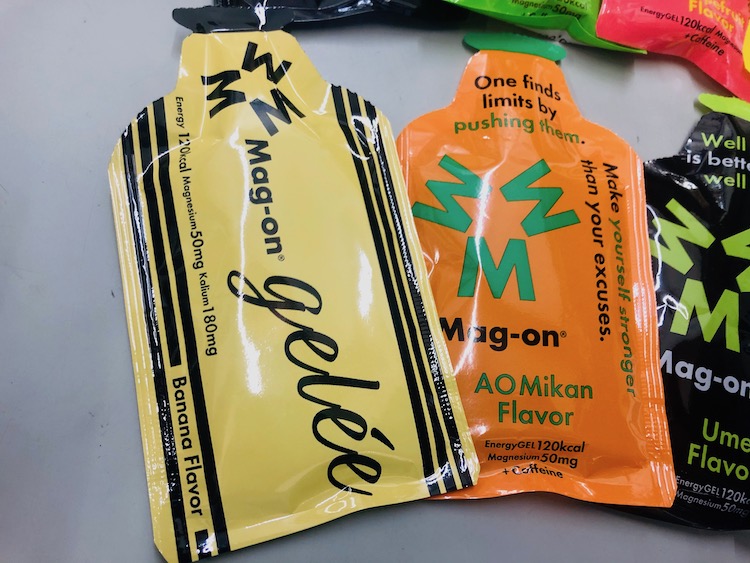 M M M
Mag-on®
gelée
Energy 120kcal Magnesium 50mg Kalium 180mg
Banana Flavor
One finds
limits by
pushing them.
Make yourself stronger
than your excuses.
M M M
Mag-on®
AO Mikan
Flavor
EnergyGEL 120kcal
Magnesium 50mg
+Caffeine
Flavor
EnergyGEL 120kcal
+Caffeine
Magnesium 50mg
Well
is
well
M
Mag-on
Ume
Flavo
EnergyGEL 120k
Magnesium 50m